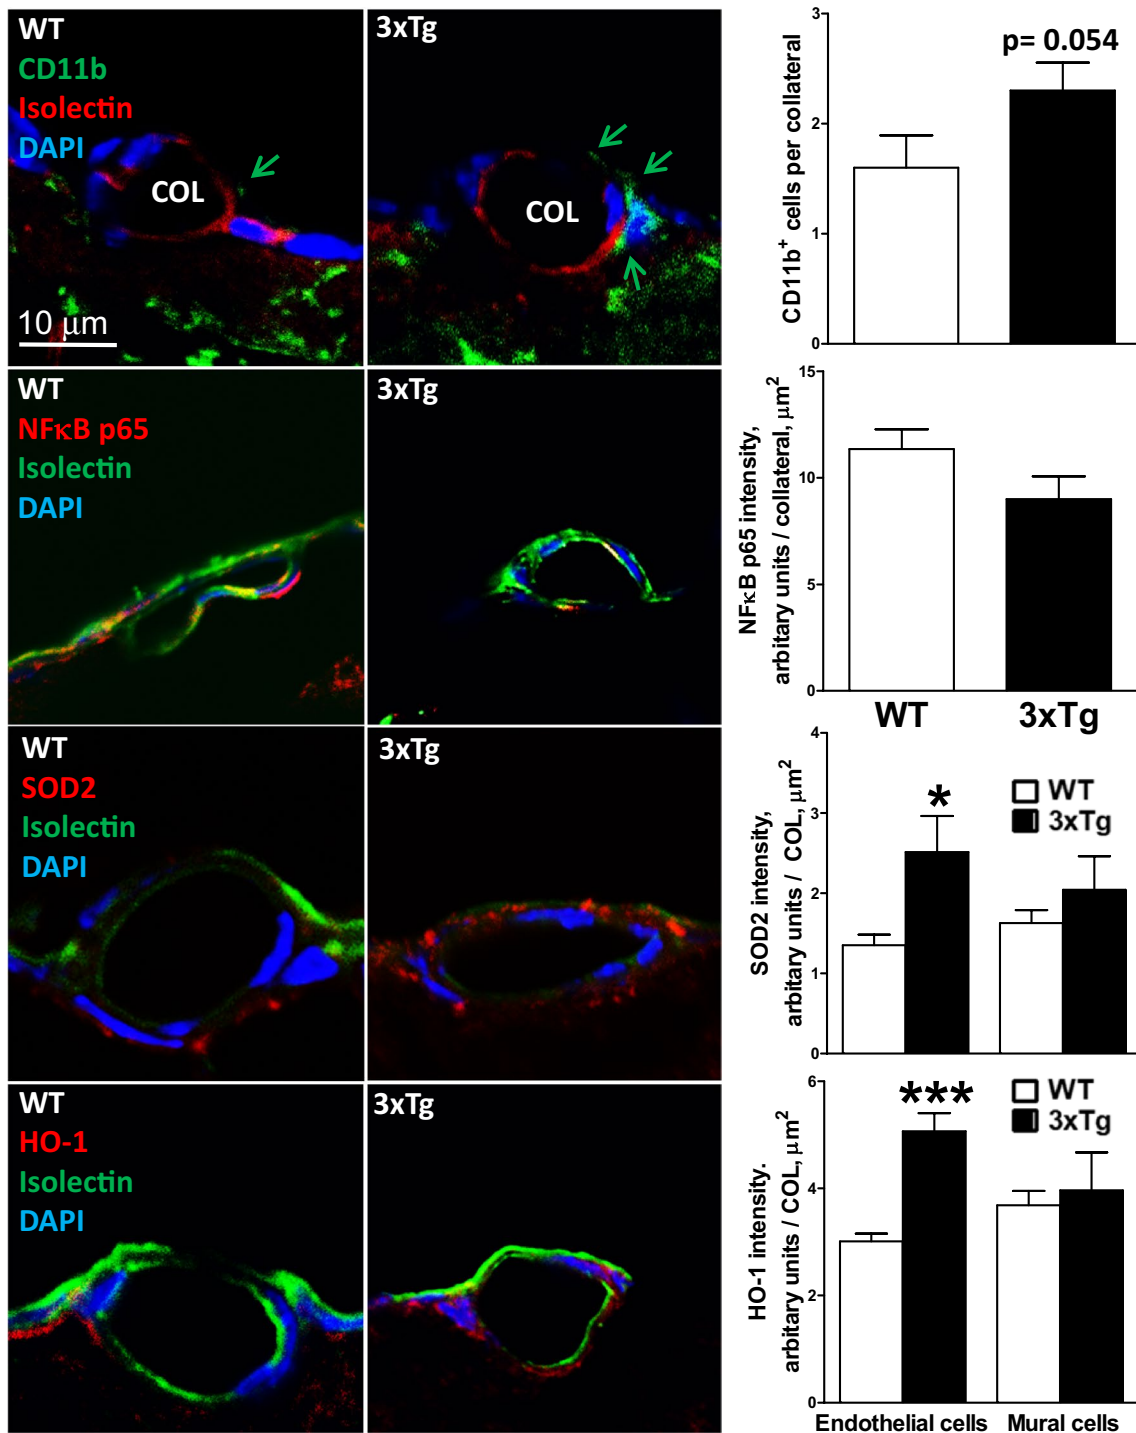 WT
CD11b
Isolectin
DAPI
COL
10 μm
3xTg
COL
3
2
1
0
CD11b⁺ cells per collateral
p= 0.054
WT
NFκB p65
Isolectin
DAPI
3xTg
15
10
5
0
NFκB p65 intensity,
arbitary units / collateral, μm²
WT 3xTg
WT
SOD2
Isolectin
DAPI
3xTg
4
3
2
1
0
SOD2 intensity,
arbitary units / COL, μm²
*
WT
3xTg
WT
HO-1
Isolectin
DAPI
3xTg
6
4
2
0
HO-1 intensity.
arbitary units / COL, μm²
***
WT
3xTg
Endothelial cells Mural cells